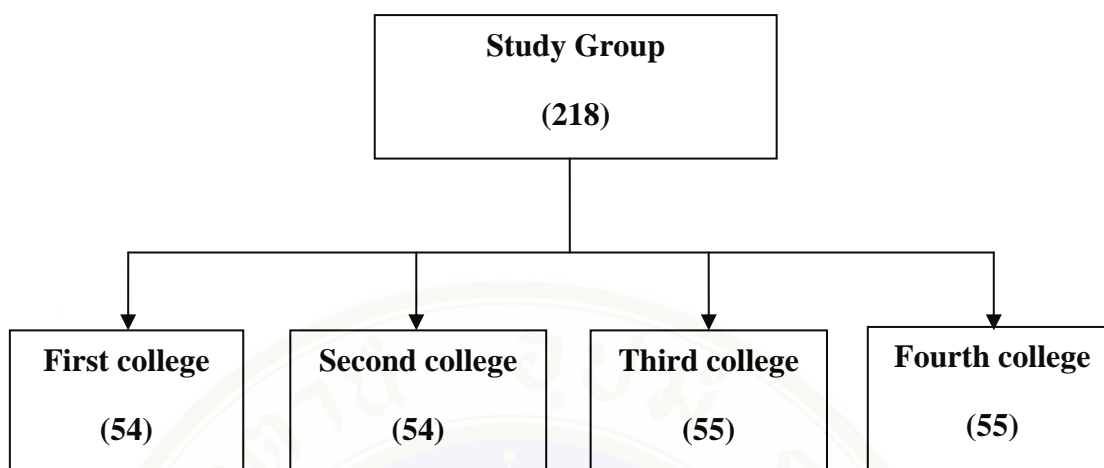 Study Group
(218)
First college
(54)
Second college
(54)
Third college
(55)
Fourth college
(55)